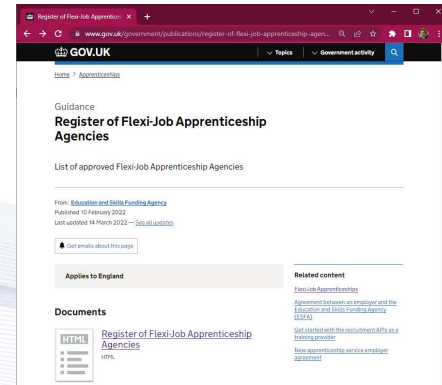 Register of Flexi-Job Apprentices
www.gov.uk/government/publications/register-of-flexi-job-apprenticeship-agen...
GOV.UK
Topics
Government activity
Home > Apprenticeships
Guidance
Register of Flexi-Job Apprenticeship
Agencies
List of approved Flexi-Job Apprenticeship Agencies
From: Education and Skills Funding Agency
Published 10 February 2022
Last updated 14 March 2022 — See all updates
Get emails about this page
Applies to England
Documents
HTML
Register of Flexi-Job Apprenticeship
Agencies
HTML
Related content
Flexi-Job Apprenticeships
Agreement between an employer and the
Education and Skills Funding Agency
(ESFA)
Get started with the recruitment APIs as a
training provider
New apprenticeship service employer
agreement